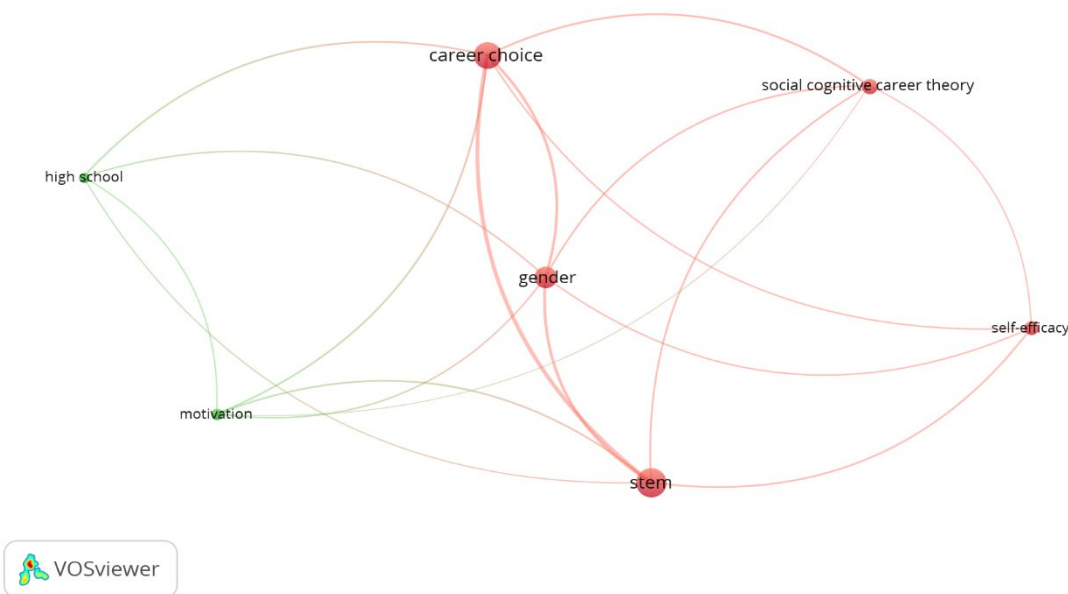 career choice
social cognitive career theory
high school
gender
self-efficacy
motivation
stem
VOSviewer